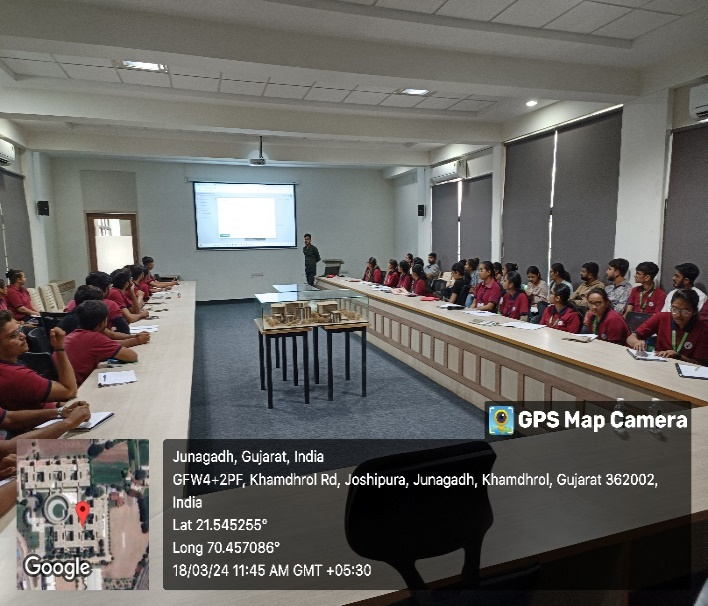 GPS Map Camera
Junagadh, Gujarat, India
GFW4+2PF, Khamdhrol Rd, Joshipura, Junagadh, Khamdhrol, Gujarat 362002,
India
Lat 21.545255°
Long 70.457086°
18/03/24 11:45 AM GMT +05:30
Google